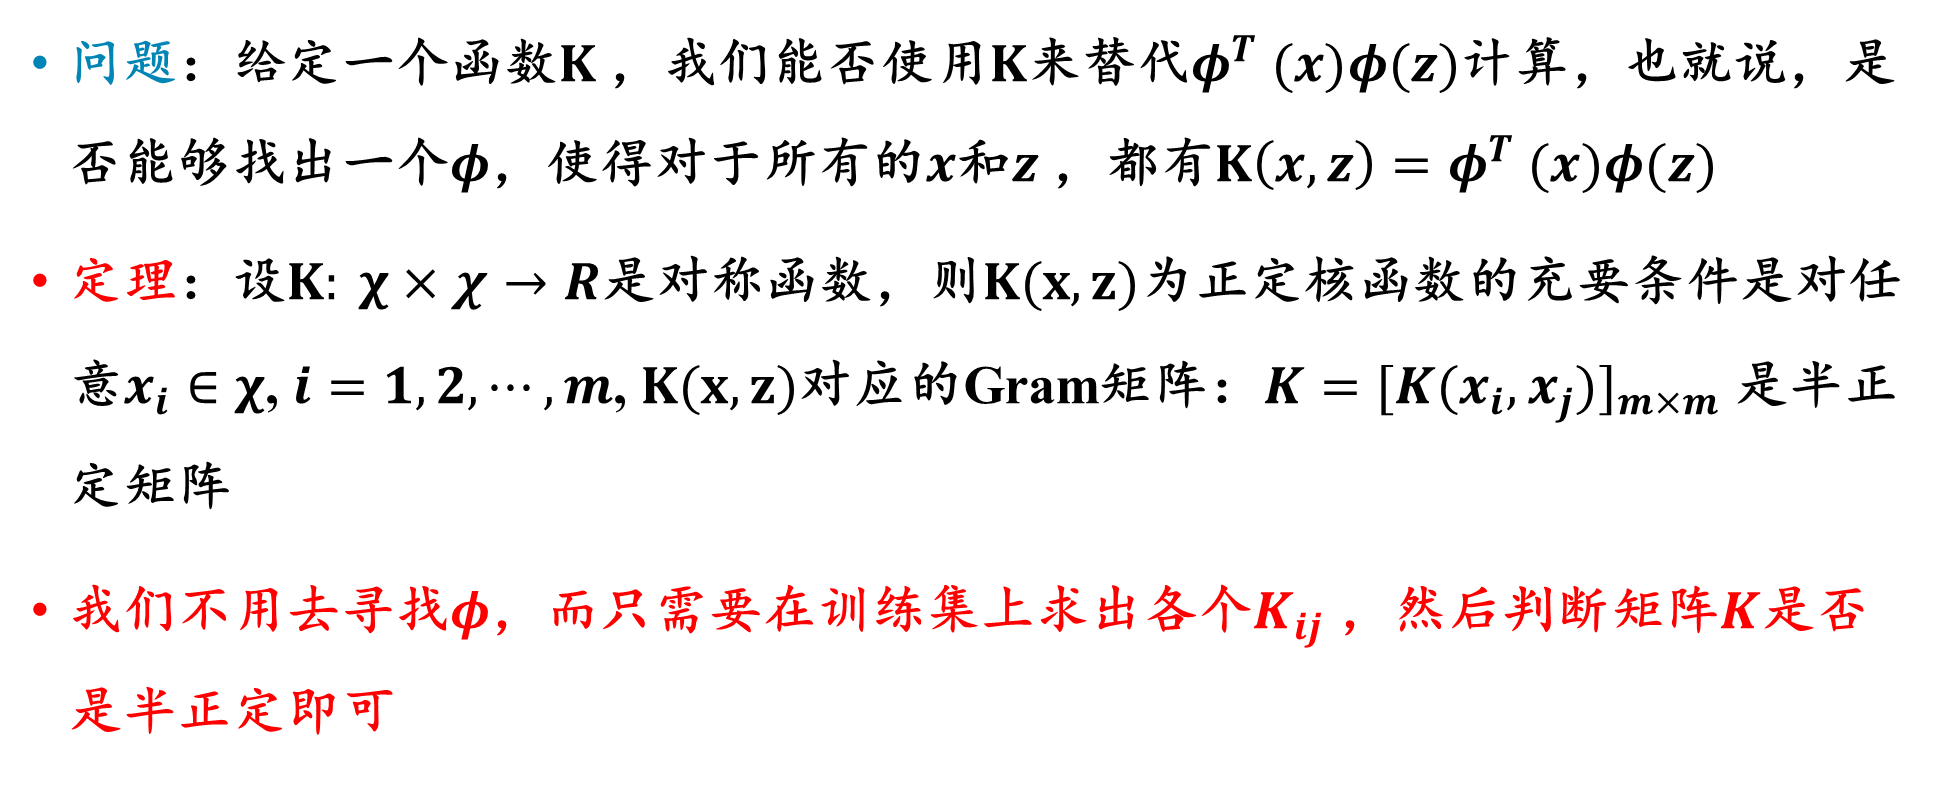 • 问题：给定一个函数K，我们能否使用K来替代ϕᵀ (x)ϕ(z)计算，也就说，是
否能够找出一个ϕ，使得对于所有的x和z，都有K(x, z) = ϕᵀ (x)ϕ(z)
• 定理：设K: χ × χ → R是对称函数，则K(x, z)为正定核函数的充要条件是对任
意xᵢ ∈ χ, i = 1, 2, ⋯ , m, K(x, z)对应的Gram矩阵：K = [K(xᵢ, xⱼ)]ₘ×ₘ 是半正
定矩阵
• 我们不用去寻找ϕ，而只需要在训练集上求出各个Kᵢⱼ，然后判断矩阵K是否
是半正定即可